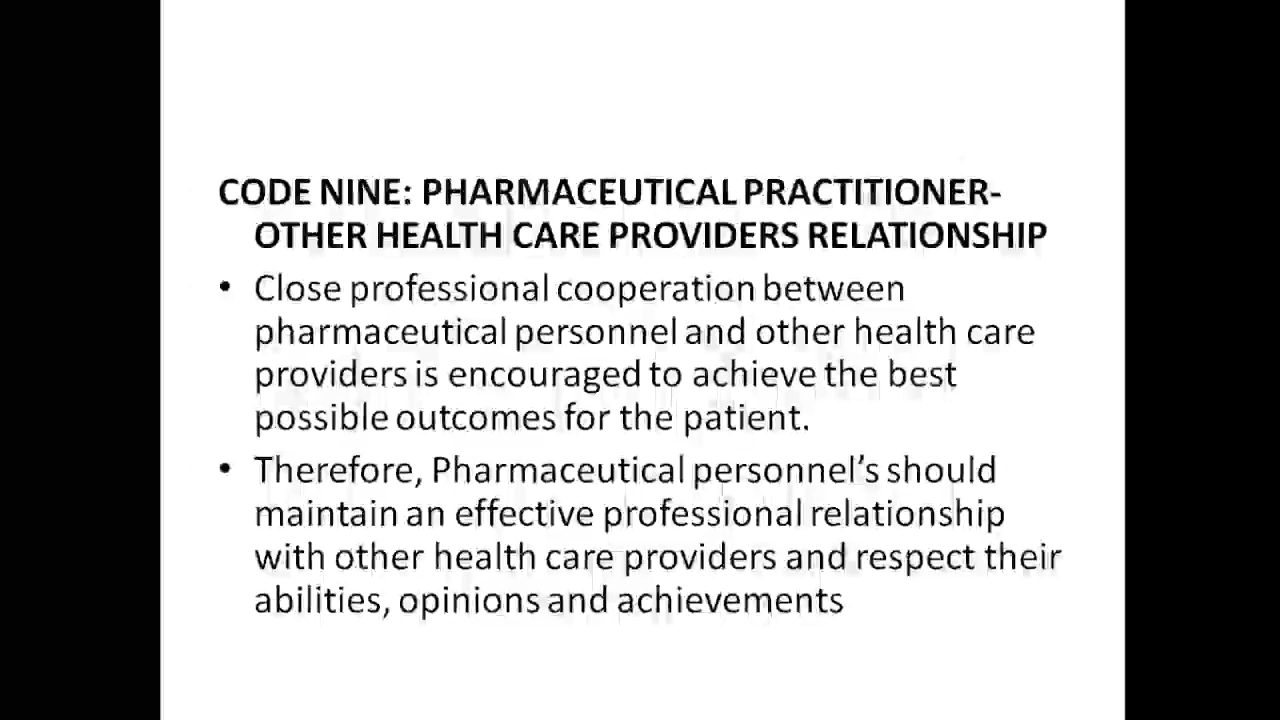 CODE NINE: PHARMACEUTICAL PRACTITIONER-
OTHER HEALTH CARE PROVIDERS RELATIONSHIP
• Close professional cooperation between
pharmaceutical personnel and other health care
providers is encouraged to achieve the best
possible outcomes for the patient.
• Therefore, Pharmaceutical personnel’s should
maintain an effective professional relationship
with other health care providers and respect their
abilities, opinions and achievements